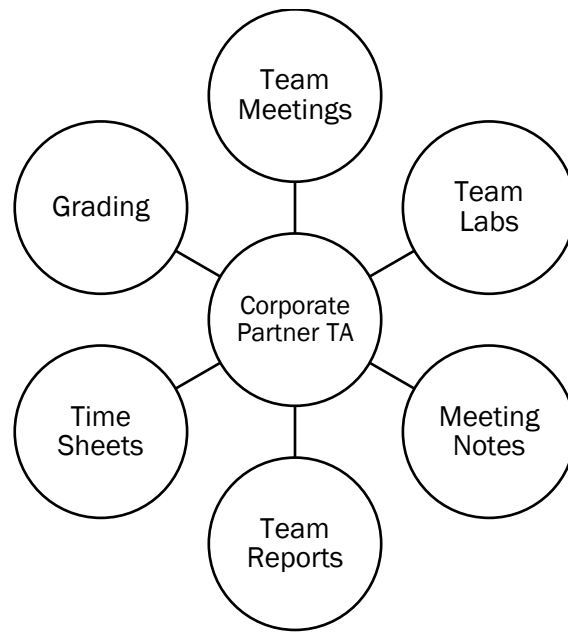 Team
Meetings
Grading
Team
Labs
Corporate
Partner TA
Time
Sheets
Meeting
Notes
Team
Reports